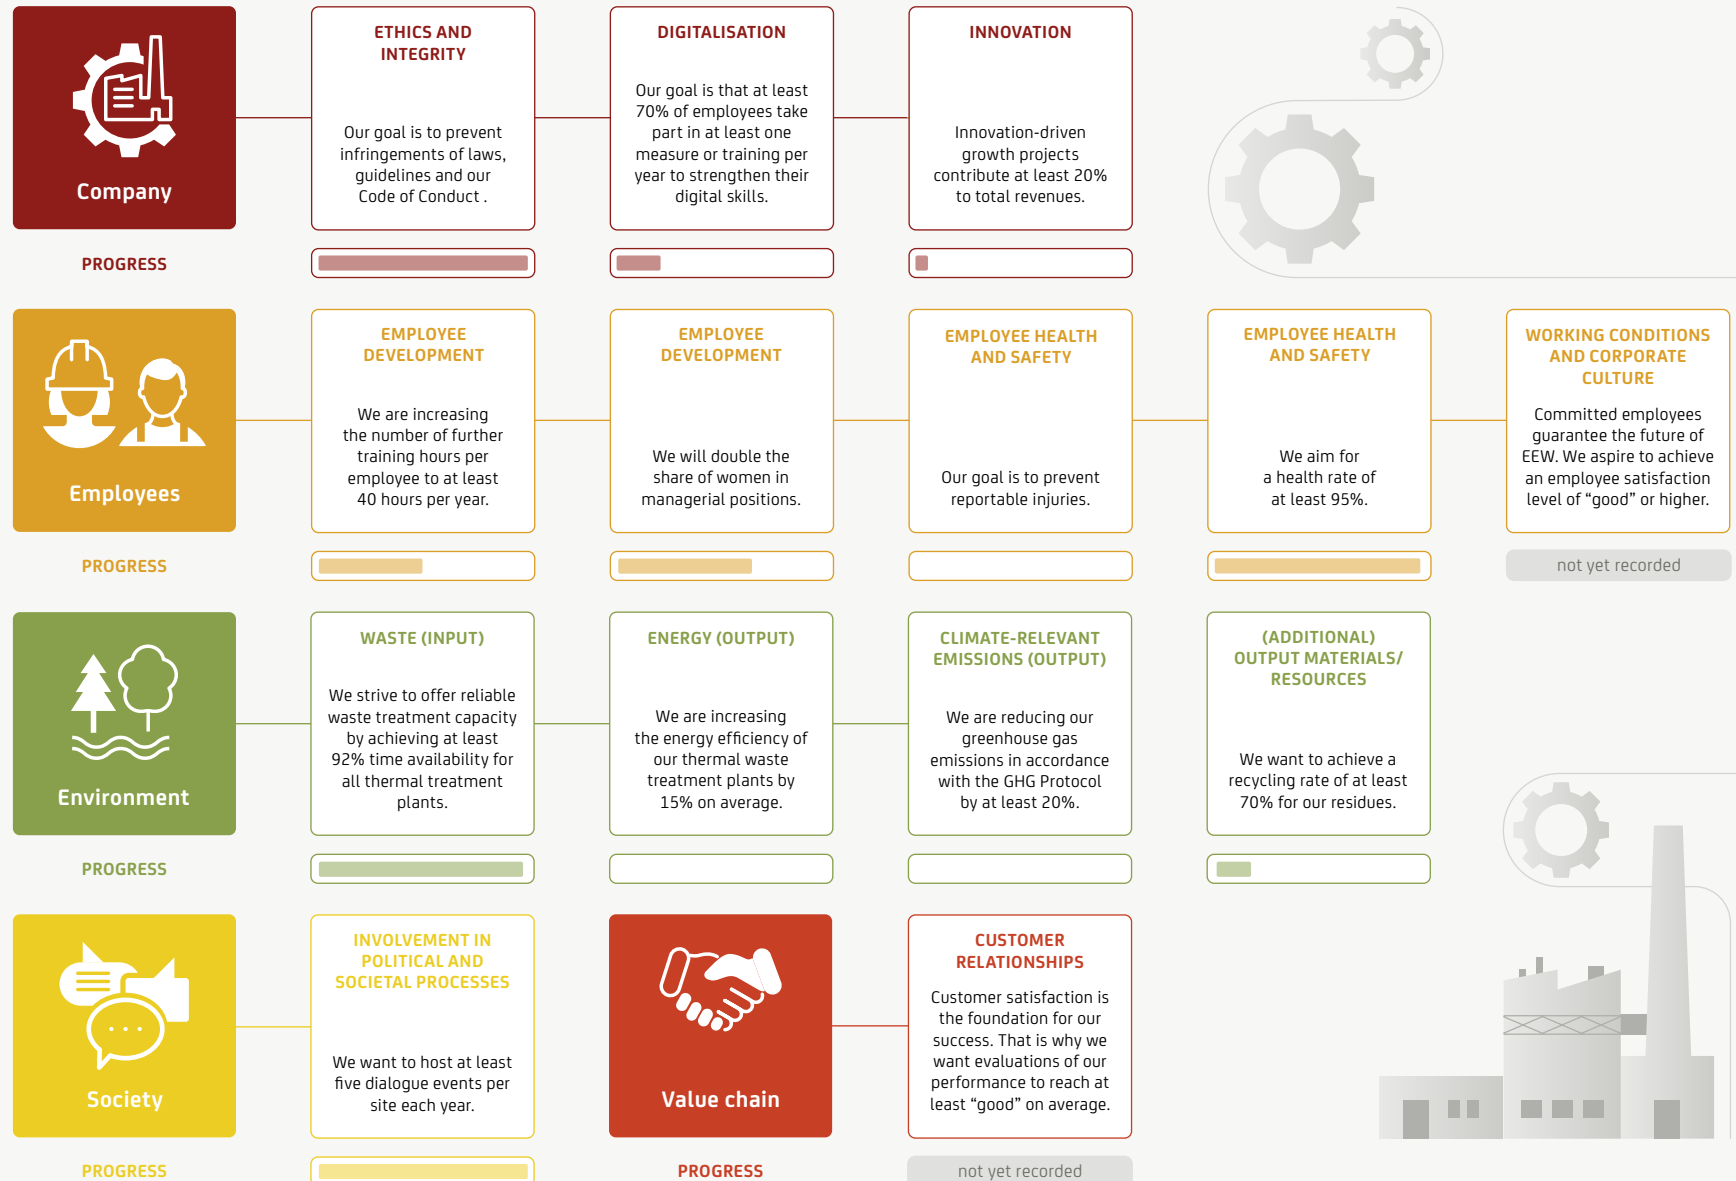 Company
ETHICS AND
INTEGRITY
Our goal is to prevent
infringements of laws,
guidelines and our
Code of Conduct .
DIGITALISATION
Our goal is that at least
70% of employees take
part in at least one
measure or training per
year to strengthen their
digital skills.
INNOVATION
Innovation-driven
growth projects
contribute at least 20%
to total revenues.
PROGRESS
Employees
EMPLOYEE
DEVELOPMENT
We are increasing
the number of further
training hours per
employee to at least
40 hours per year.
EMPLOYEE
DEVELOPMENT
We will double the
share of women in
managerial positions.
EMPLOYEE HEALTH
AND SAFETY
Our goal is to prevent
reportable injuries.
EMPLOYEE HEALTH
AND SAFETY
We aim for
a health rate of
at least 95%.
WORKING CONDITIONS
AND CORPORATE
CULTURE
Committed employees
guarantee the future of
EEW. We aspire to achieve
an employee satisfaction
level of “good” or higher.
PROGRESS
not yet recorded
Environment
WASTE (INPUT)
We strive to offer reliable
waste treatment capacity
by achieving at least
92% time availability for
all thermal treatment
plants.
ENERGY (OUTPUT)
We are increasing
the energy efficiency of
our thermal waste
treatment plants by
15% on average.
CLIMATE-RELEVANT
EMISSIONS (OUTPUT)
We are reducing our
greenhouse gas
emissions in accordance
with the GHG Protocol
by at least 20%.
(ADDITIONAL)
OUTPUT MATERIALS/
RESOURCES
We want to achieve a
recycling rate of at least
70% for our residues.
PROGRESS
Society
INVOLVEMENT IN
POLITICAL AND
SOCIETAL PROCESSES
We want to host at least
five dialogue events per
site each year.
Value chain
CUSTOMER
RELATIONSHIPS
Customer satisfaction is
the foundation for our
success. That is why we
want evaluations of our
performance to reach at
least “good” on average.
PROGRESS
PROGRESS
not yet recorded